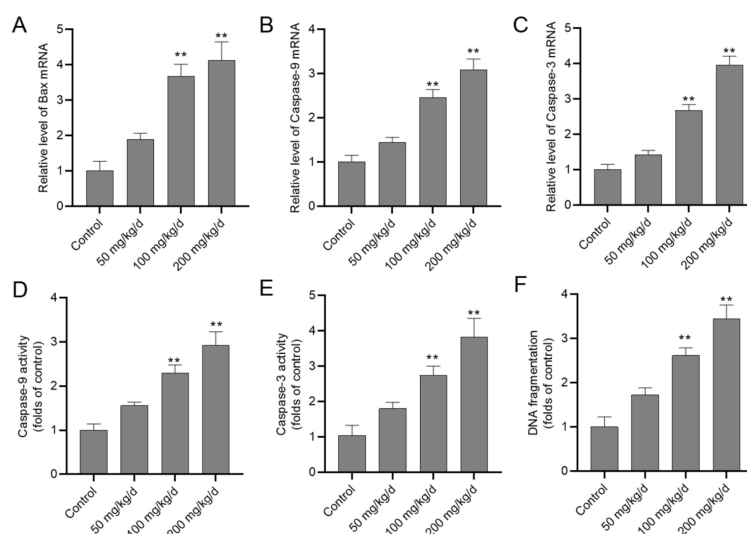 A
Relative level of Bax mRNA
5
4
3
2
1
0
**
**
Control
50 mg/kg/d
100 mg/kg/d
200 mg/kg/d
B
Relative level of Caspase-9 mRNA
4
3
2
1
0
**
**
Control
50 mg/kg/d
100 mg/kg/d
200 mg/kg/d
C
Relative level of Caspase-3 mRNA
5
4
3
2
1
0
**
**
Control
50 mg/kg/d
100 mg/kg/d
200 mg/kg/d
D
Caspase-9 activity
(folds of control)
4
3
2
1
0
**
**
Control
50 mg/kg/d
100 mg/kg/d
200 mg/kg/d
E
Caspase-3 activity
(folds of control)
5
4
3
2
1
0
**
**
Control
50 mg/kg/d
100 mg/kg/d
200 mg/kg/d
F
DNA fragmentation
(folds of control)
4
3
2
1
0
**
**
Control
50 mg/kg/d
100 mg/kg/d
200 mg/kg/d